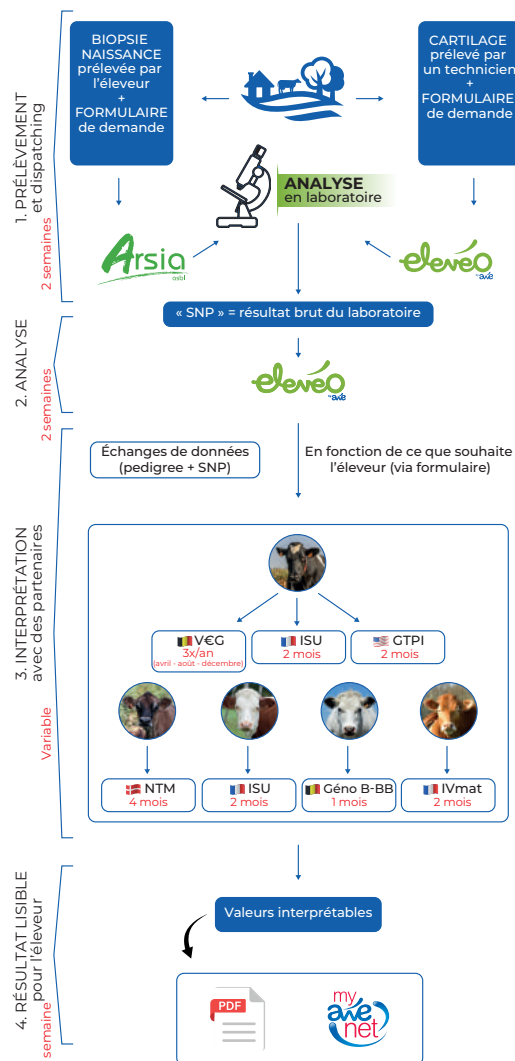 BIOPSIE
NAISSANCE
prélevée par
l'éleveur
+
FORMULAIRE
de demande
CARTILAGE
prélevé par
un technicien
+
FORMULAIRE
de demande
1. PRÉLÈVEMENT
et dispatching
2 semaines
ANALYSE
en laboratoire
Arsia
asbl
elevéo
by awé
« SNP » = résultat brut du laboratoire
2. ANALYSE
2 semaines
elevéo
by awé
3. INTERPRÉTATION
avec des partenaires
Variable
Échanges de données
(pedigree + SNP)
En fonction de ce que souhaite
l'éleveur (via formulaire)
V€G
3x/an
(avril - août - décembre)
ISU
2 mois
GTPI
2 mois
NTM
4 mois
ISU
2 mois
Géno B-BB
1 mois
IVmat
2 mois
4. RÉSULTAT LISIBLE
pour l'éleveur
semaine
Valeurs interprétables
PDF
my
awé
net